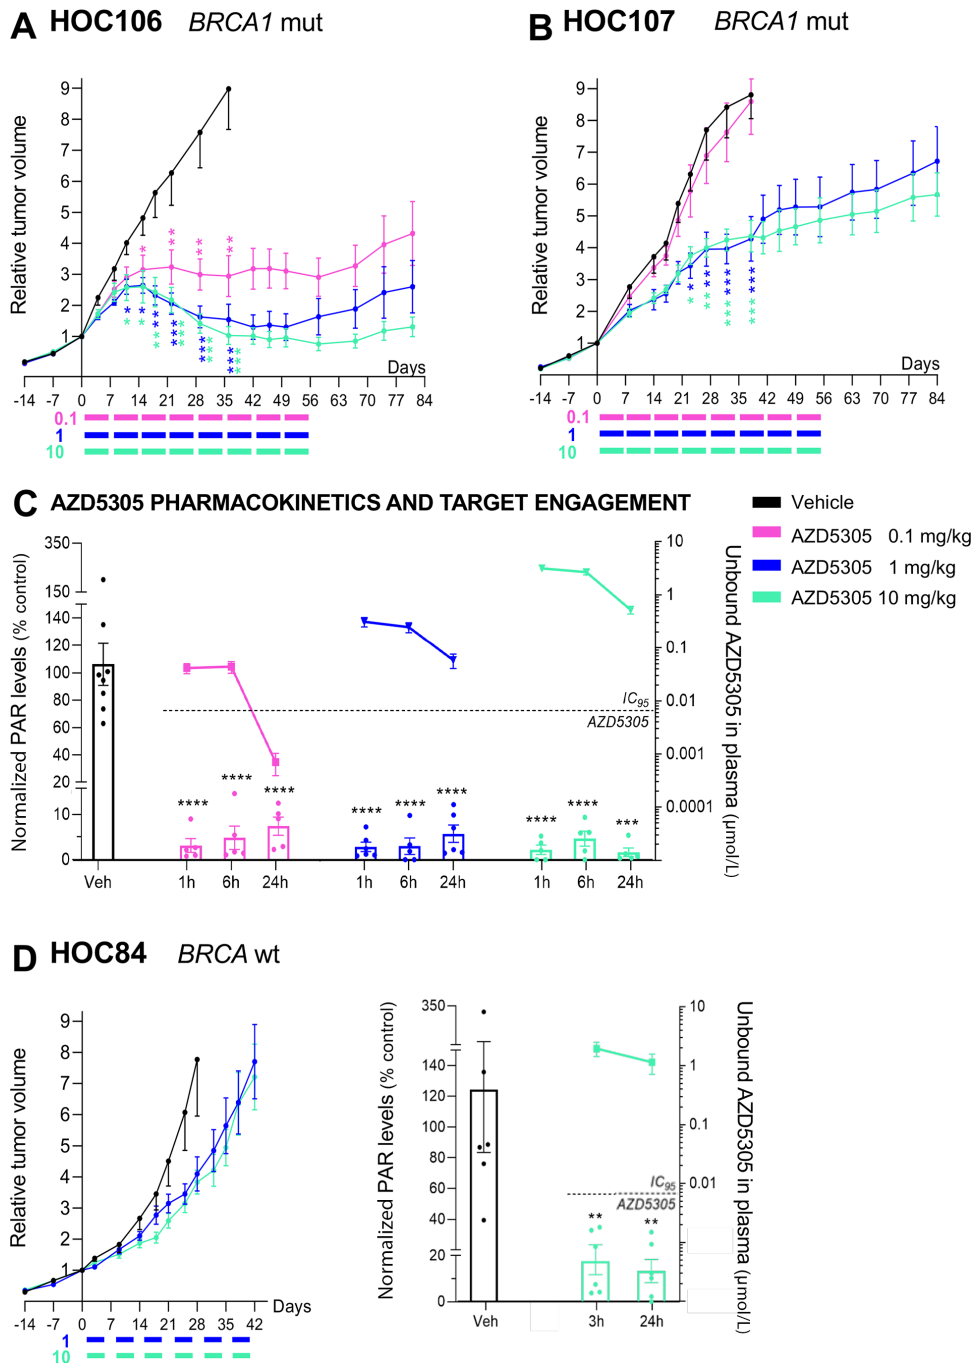 A HOC106 BRCA1 mut
B HOC107 BRCA1 mut
Relative tumor volume
9
8
7
6
5
4
3
2
1
* ** ** **
* * *** *** *** ***
*** *** *** ***
Days
-14 -7 0 7 14 21 28 35 42 49 56 63 70 77 84
0.1
1
10
Relative tumor volume
9
8
7
6
5
4
3
2
1
-14 -7 0 7 14 21 28 35 42 49 56 63 70 77 84
0.1
1
10
C AZD5305 PHARMACOKINETICS AND TARGET ENGAGEMENT
Vehicle
AZD5305 0.1 mg/kg
AZD5305 1 mg/kg
AZD5305 10 mg/kg
Normalized PAR levels (% control)
350
150
140
120
100
80
60
40
20
10
0
**** **** ****
**** **** ****
**** **** ***
IC95
AZD5305
10
1
0.1
0.01
0.001
0.0001
Unbound AZD5305 in plasma (μmol/L)
Veh 1h 6h 24h 1h 6h 24h 1h 6h 24h
D HOC84 BRCA wt
Relative tumor volume
9
8
7
6
5
4
3
2
1
Days
-14 -7 0 7 14 21 28 35 42
1
10
Normalized PAR levels (% control)
350
140
120
100
80
60
40
20
0
IC95
AZD5305
** **
10
1
0.1
0.01
Unbound AZD5305 in plasma (μmol/L)
Veh 3h 24h